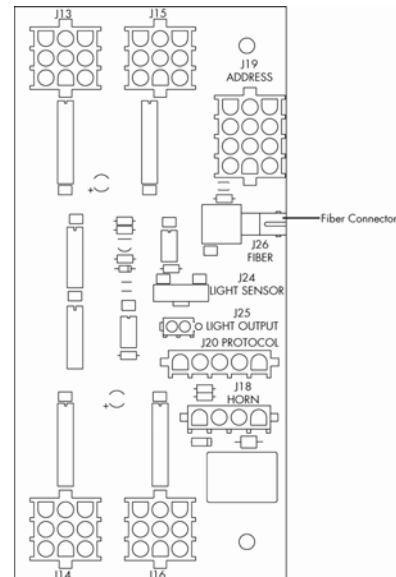 J13
J15
J19
ADDRESS
Fiber Connector
J26
FIBER
J24
LIGHT SENSOR
J25
LIGHT OUTPUT
J20 PROTOCOL
J18
HORN
J14
J16